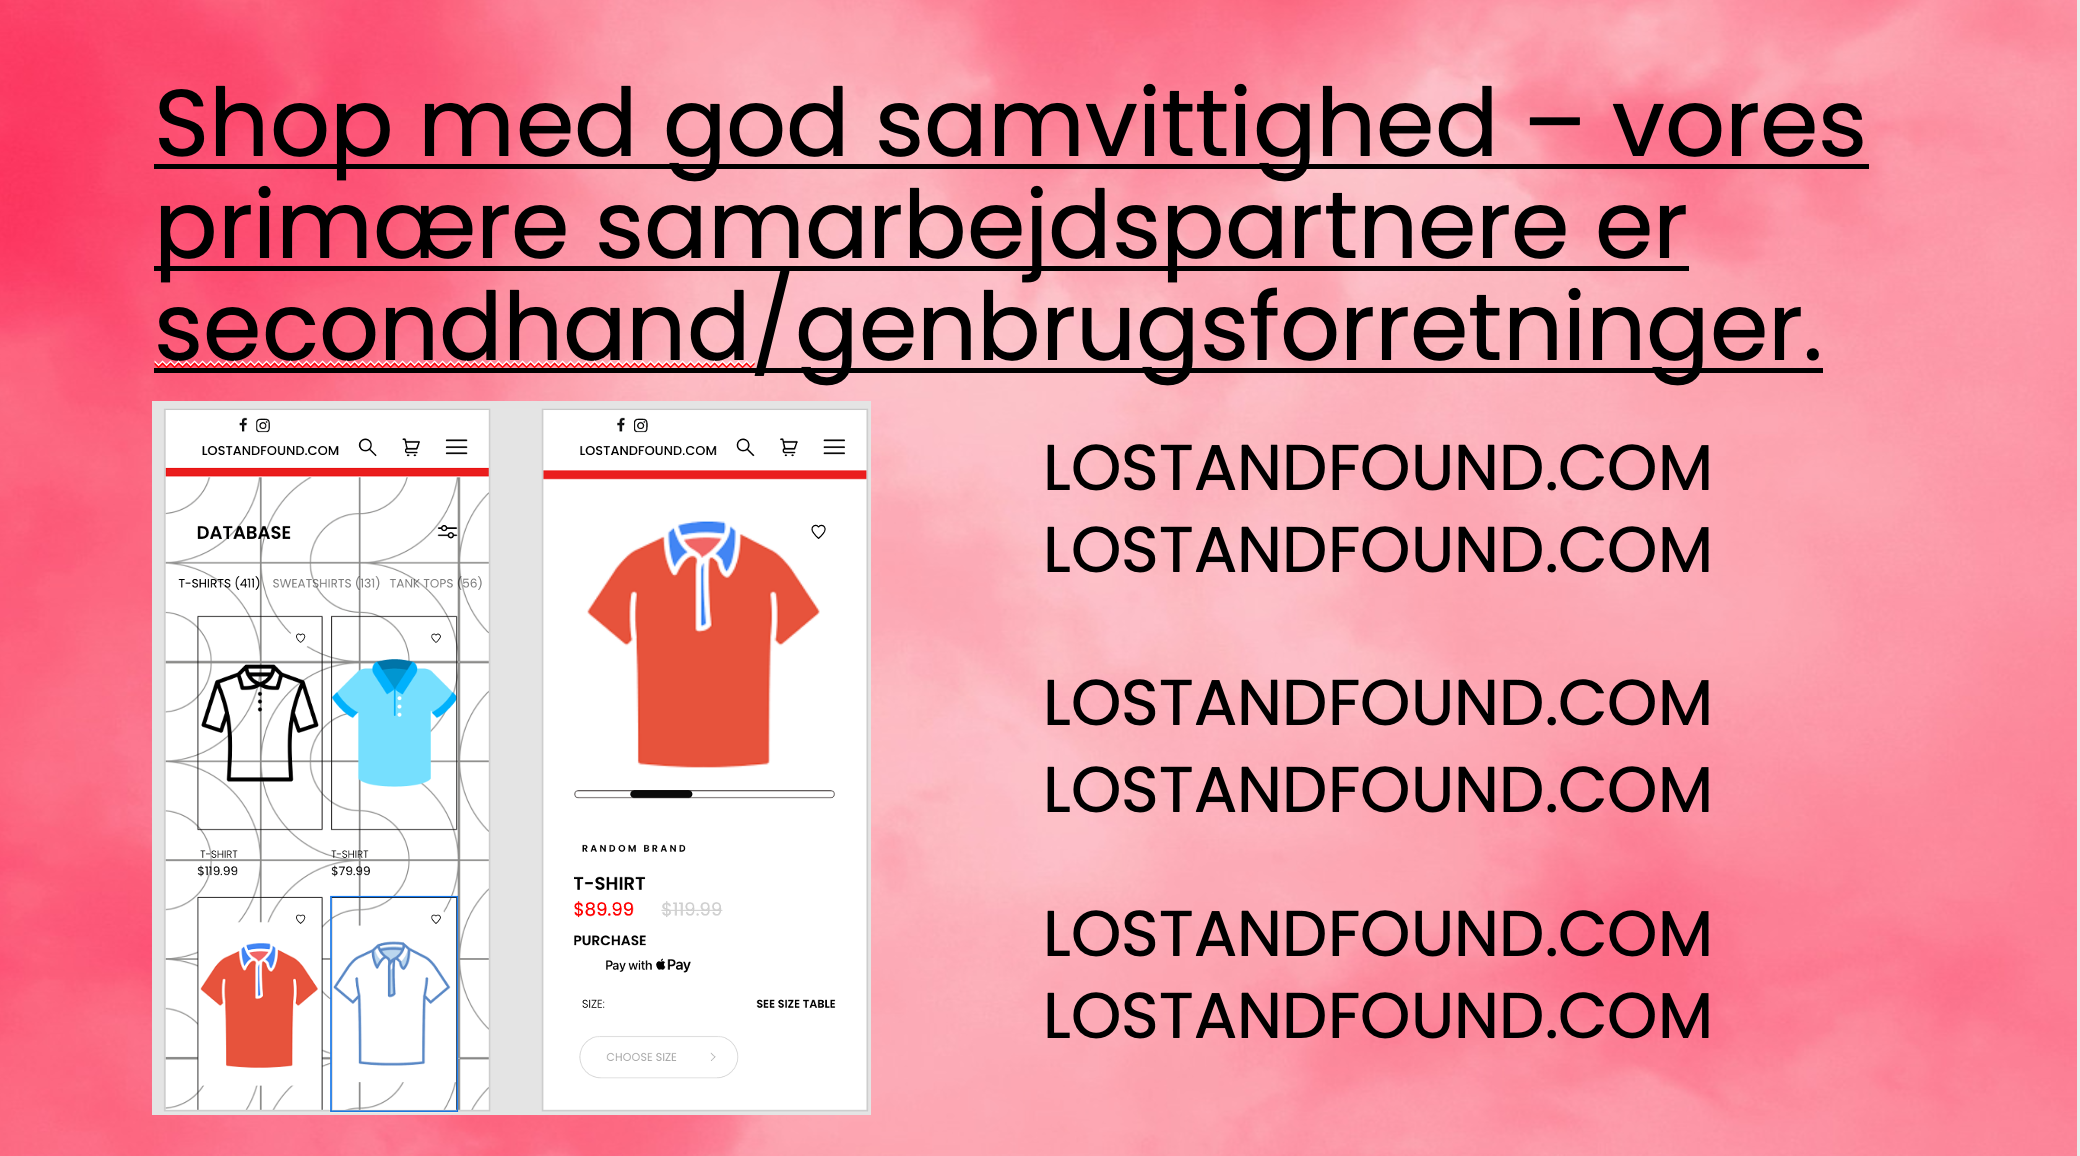 Shop med god samvittighed – vores
primære samarbejdspartnere er
secondhand/genbrugsforretninger.
LOSTANDFOUND.COM
DATABASE
T-SHIRTS (411) SWEATSHIRTS (131) TANK TOPS (56)
T-SHIRT T-SHIRT
$119.99 $79.99
LOSTANDFOUND.COM
RANDOM BRAND
T-SHIRT
$89.99 $119.99
PURCHASE
Pay with Pay
SIZE: SEE SIZE TABLE
CHOOSE SIZE
LOSTANDFOUND.COM
LOSTANDFOUND.COM
LOSTANDFOUND.COM
LOSTANDFOUND.COM
LOSTANDFOUND.COM
LOSTANDFOUND.COM